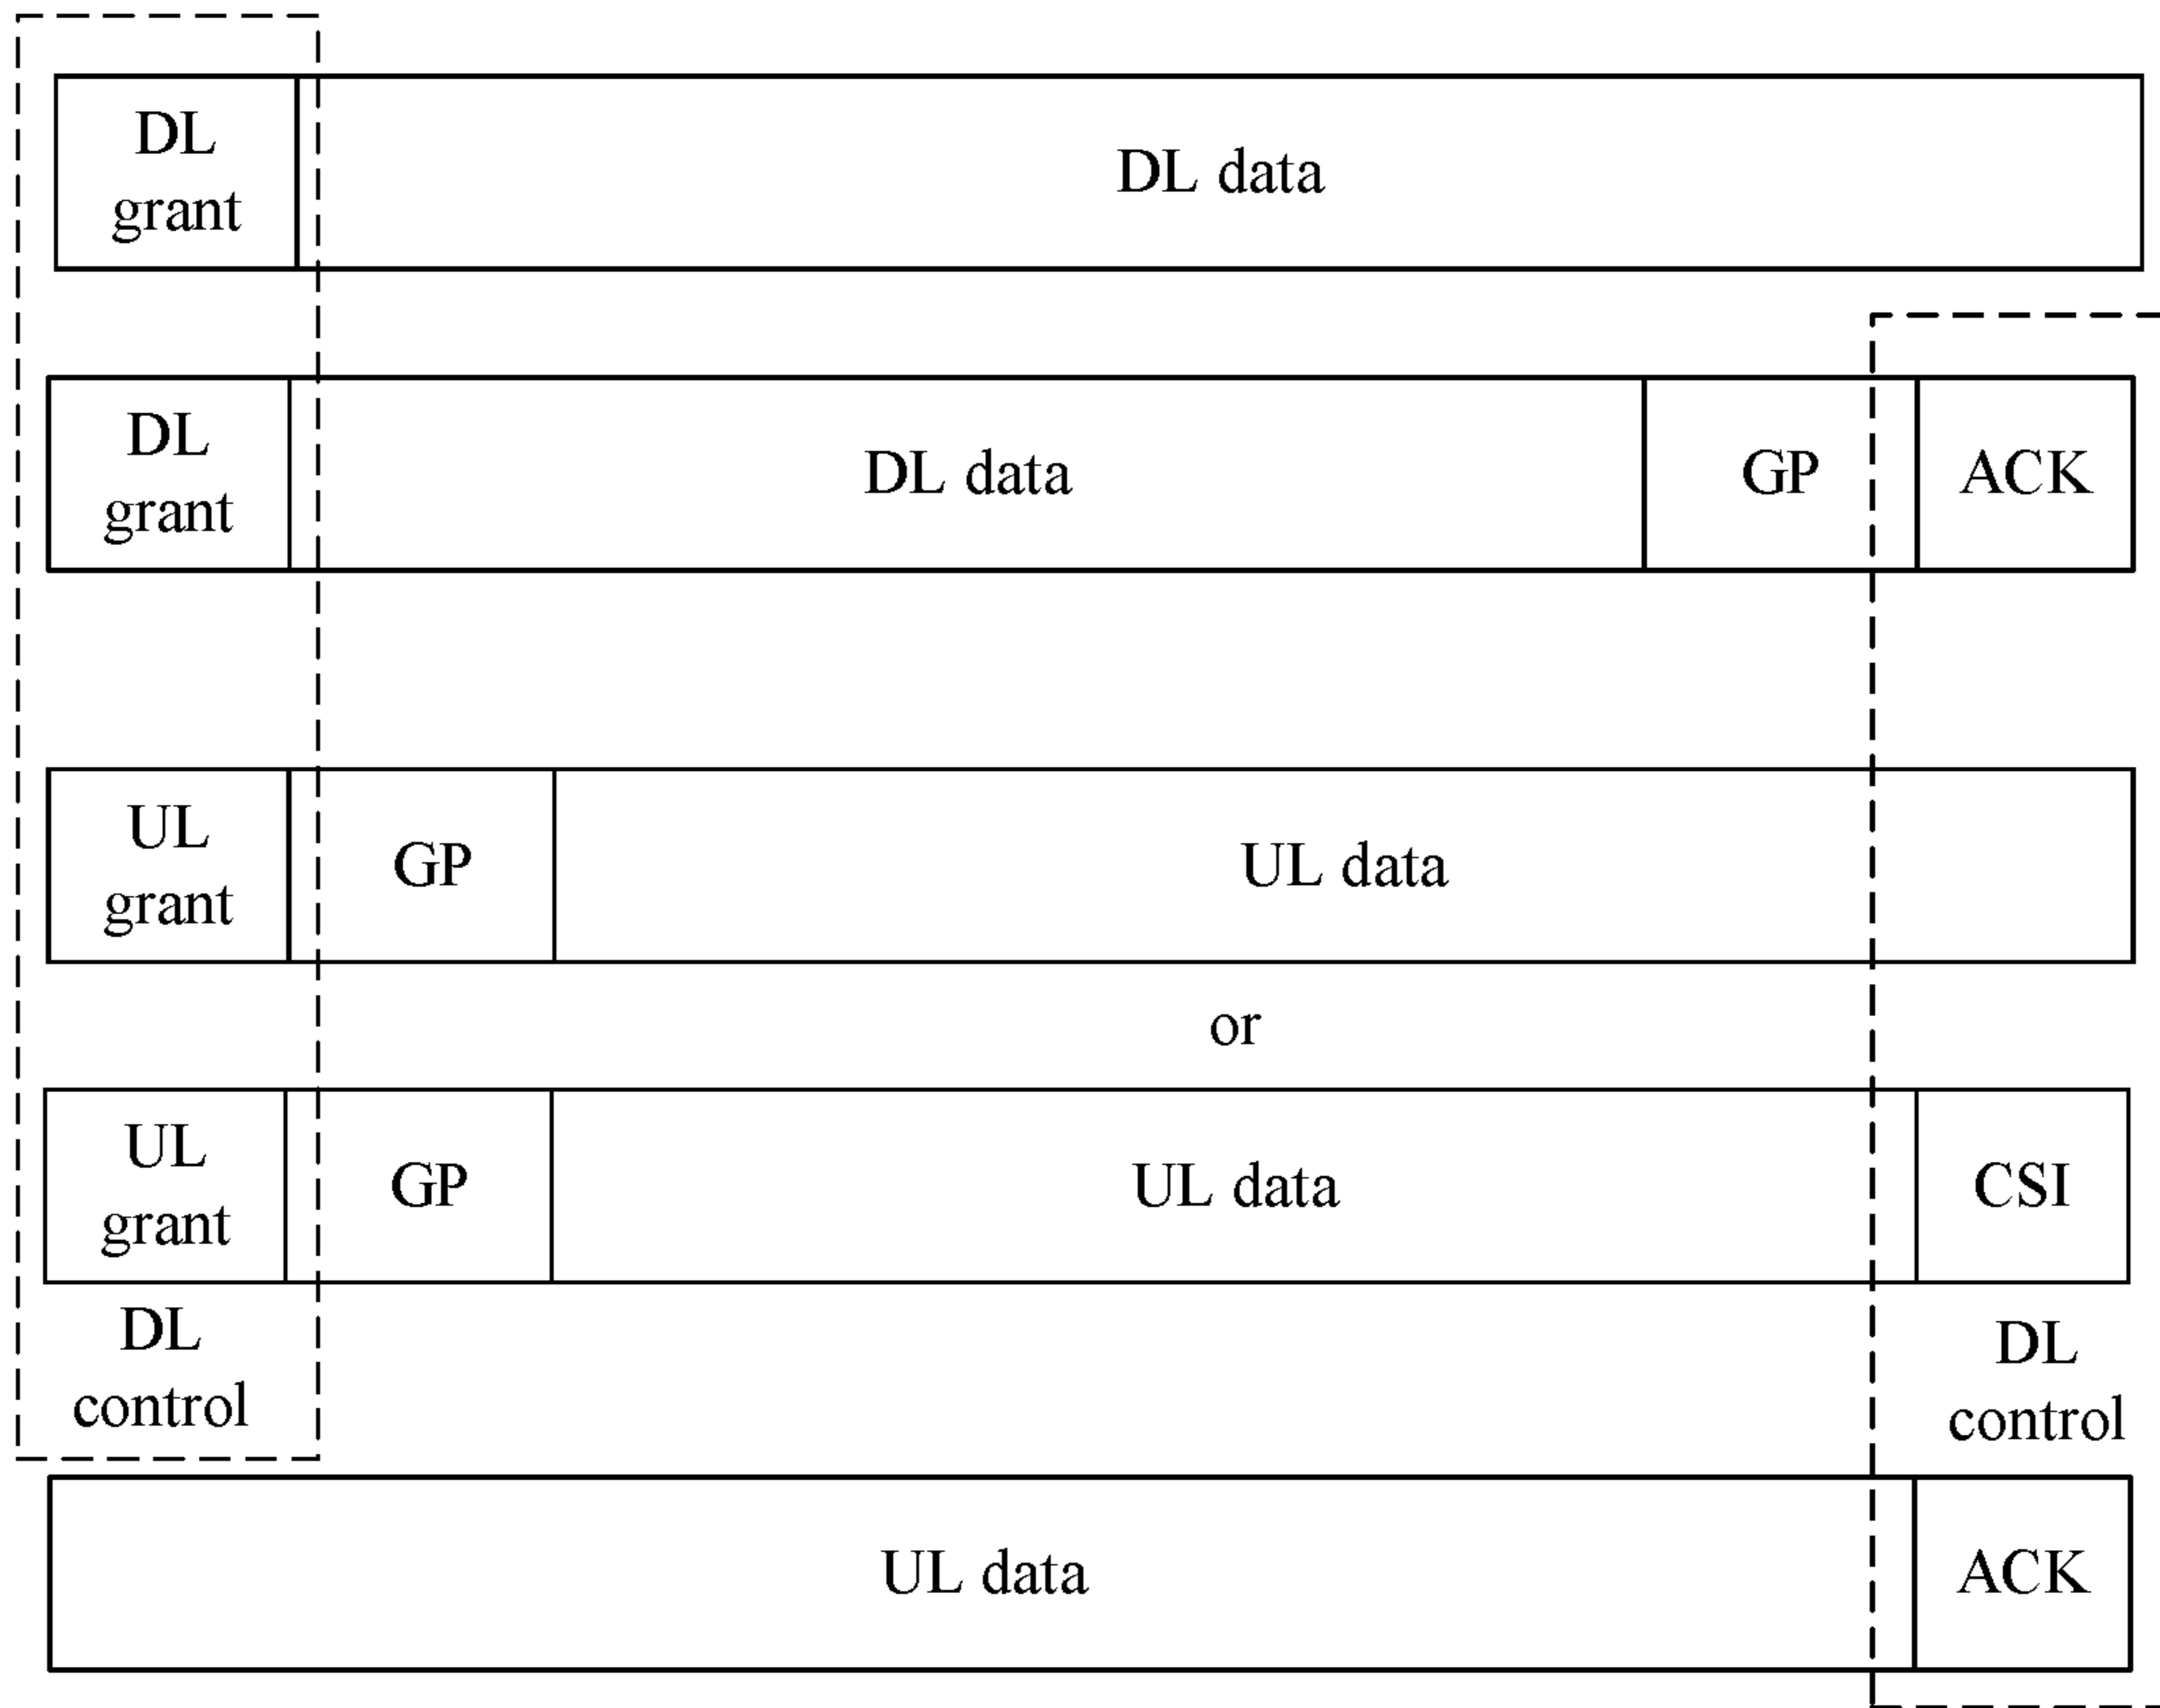 DL
grant
DL data
DL
grant
DL data
GP
ACK
UL
grant
GP
UL data
or
UL
grant
GP
UL data
CSI
DL
control
DL
control
UL data
ACK